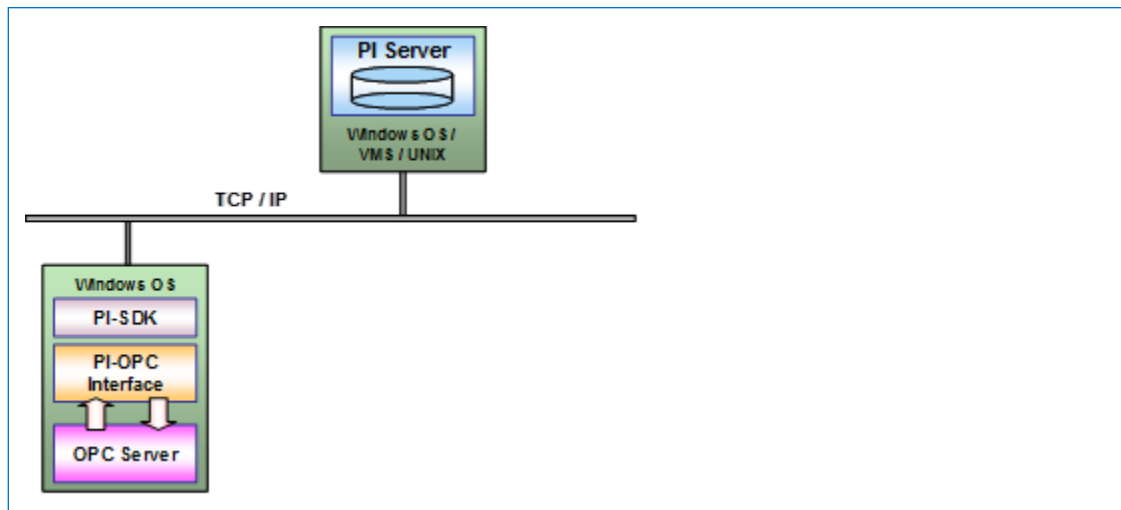 PI Server
Windows OS /
VMS / UNIX
TCP / IP
Windows OS
PI-SDK
PI-OPC
Interface
OPC Server